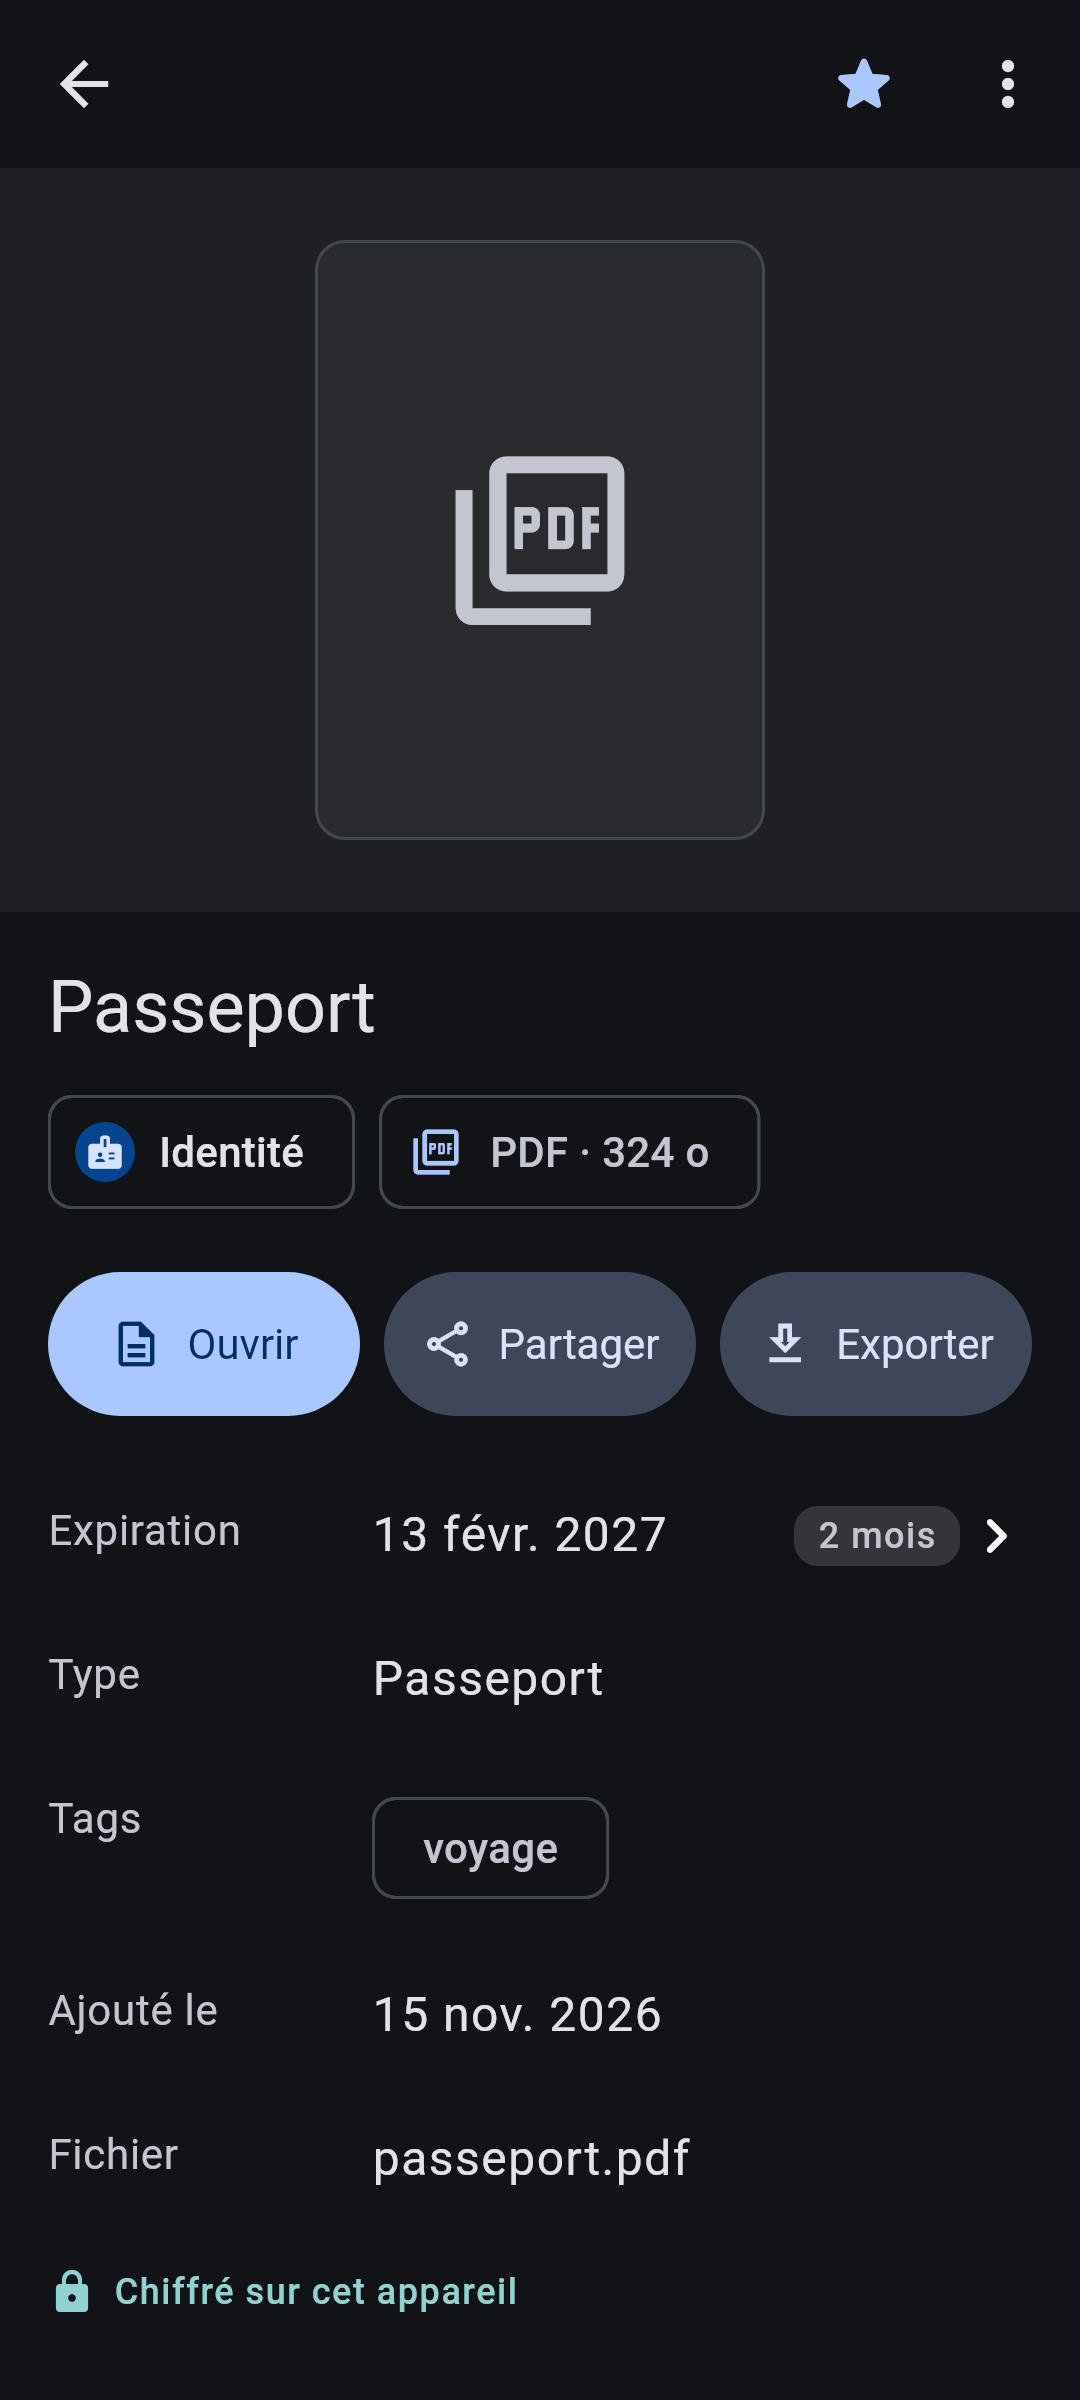 PDF
Passeport
Identité
PDF
PDF · 324 o
Ouvrir
Partager
Exporter
Expiration
13 févr. 2027
2 mois
Type
Passeport
Tags
voyage
Ajouté le
15 nov. 2026
Fichier
passeport.pdf
Chiffré sur cet appareil